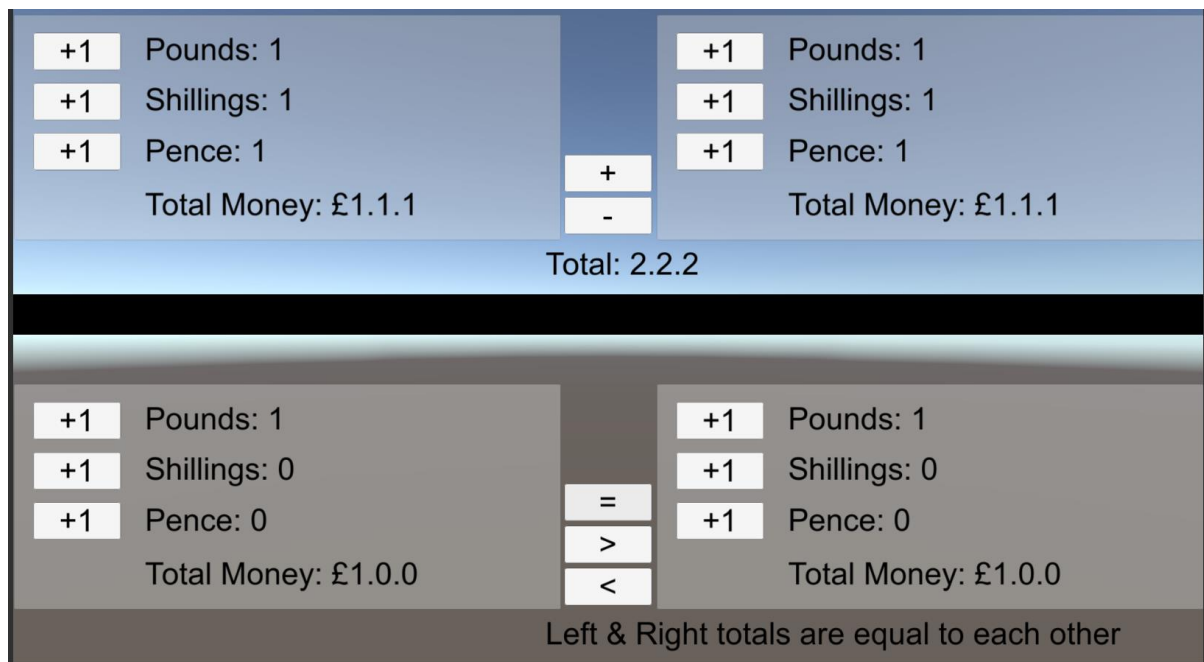 +1 Pounds: 1
+1 Shillings: 1
+1 Pence: 1
Total Money: £1.1.1
+
-
+1 Pounds: 1
+1 Shillings: 1
+1 Pence: 1
Total Money: £1.1.1
Total: 2.2.2
+1 Pounds: 1
+1 Shillings: 0
+1 Pence: 0
Total Money: £1.0.0
=
>
<
+1 Pounds: 1
+1 Shillings: 0
+1 Pence: 0
Total Money: £1.0.0
Left & Right totals are equal to each other